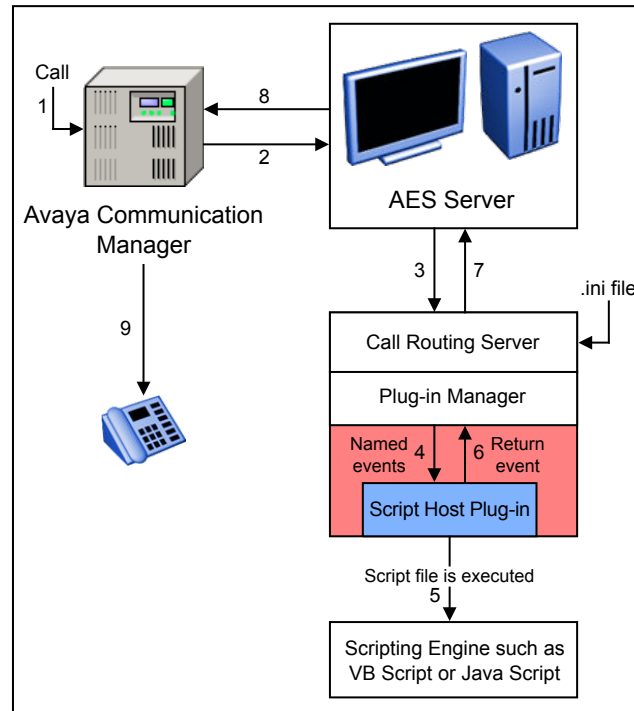 Call
1
8
2
Avaya Communication
Manager
AES Server
3
7
.ini file
9
Call Routing Server
Plug-in Manager
Named
events
4
6
Return
event
Script Host Plug-in
Script file is executed
5
Scripting Engine such as
VB Script or Java Script